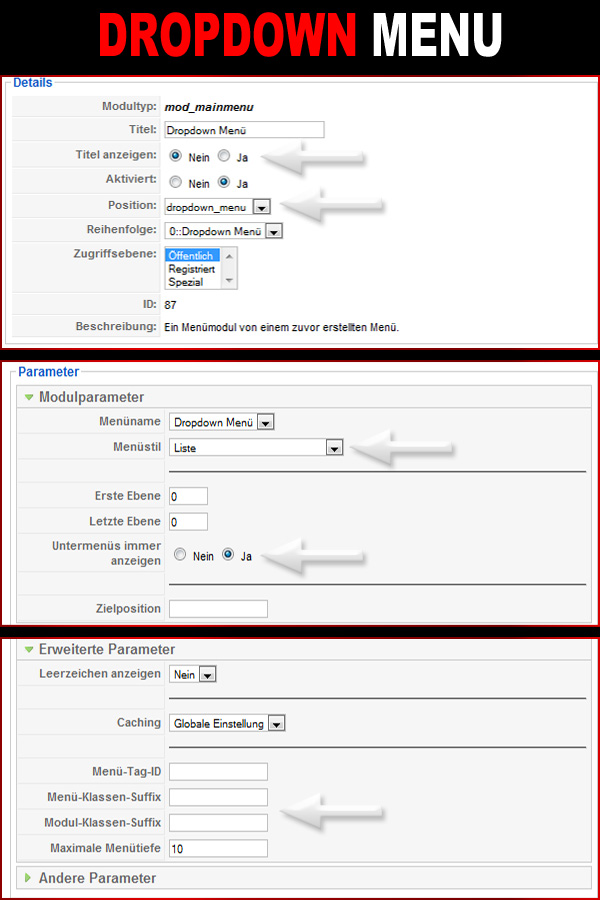 DROPDOWN MENU
Details
Modultyp: mod_mainmenu
Titel: Dropdown Menü
Titel anzeigen: Nein Ja
Aktiviert: Nein Ja
Position: dropdown_menu
Reihenfolge: 0::Dropdown Menü
Zugriffsebene: Öffentlich
Registriert
Spezial
ID: 87
Beschreibung: Ein Menümodul von einem zuvor erstellten Menü.
Parameter
Modulparameter
Menüname Dropdown Menü
Menüstil Liste
Erste Ebene 0
Letzte Ebene 0
Untermenüs immer
anzeigen Nein Ja
Zielposition
Erweiterte Parameter
Leerzeichen anzeigen Nein
Caching Globale Einstellung
Menü-Tag-ID
Menü-Klassen-Suffix
Modul-Klassen-Suffix
Maximale Menütiefe 10
Andere Parameter